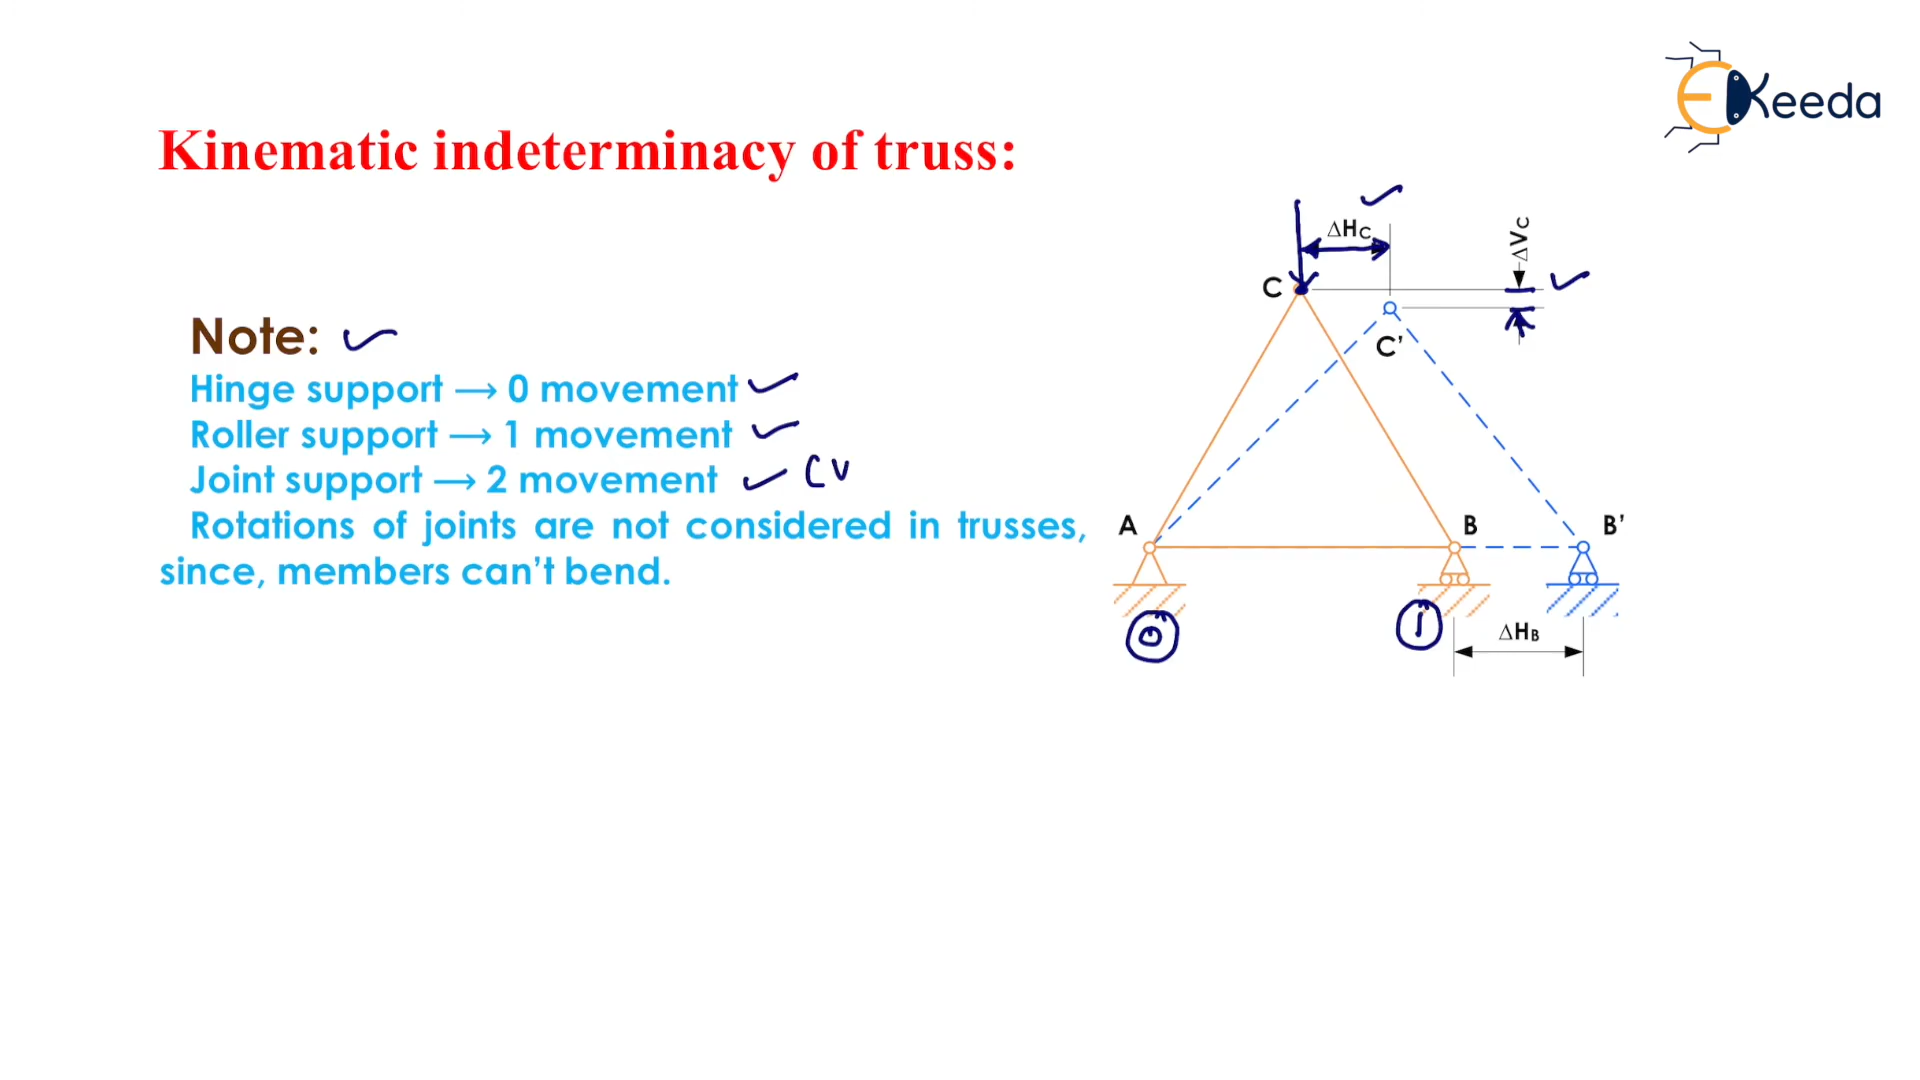 EKeeda
Kinematic indeterminacy of truss:
Note:
Hinge support → 0 movement
Roller support → 1 movement
Joint support → 2 movement
Rotations of joints are not considered in trusses,
since, members can't bend.
ΔHC
ΔVC
C
C'
A
B
B'
0
1
ΔHB